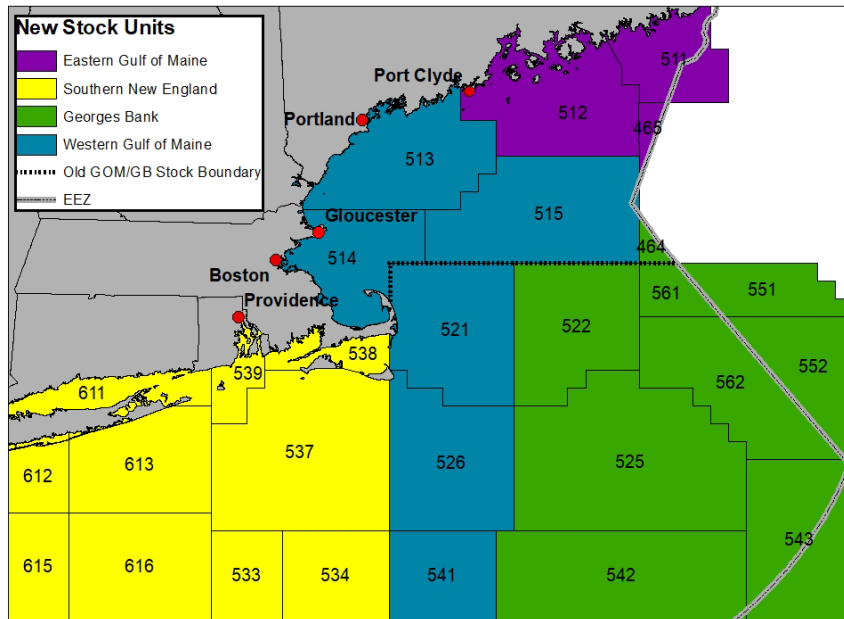 New Stock Units
Eastern Gulf of Maine
Southern New England
Georges Bank
Western Gulf of Maine
Old GOM/GB Stock Boundary
EEZ
511
Port Clyde
512
Portland
465
513
Gloucester
515
464
514
Boston
561
551
Providence
521
522
538
552
539
562
611
537
526
525
613
612
543
615
616
533
534
541
542